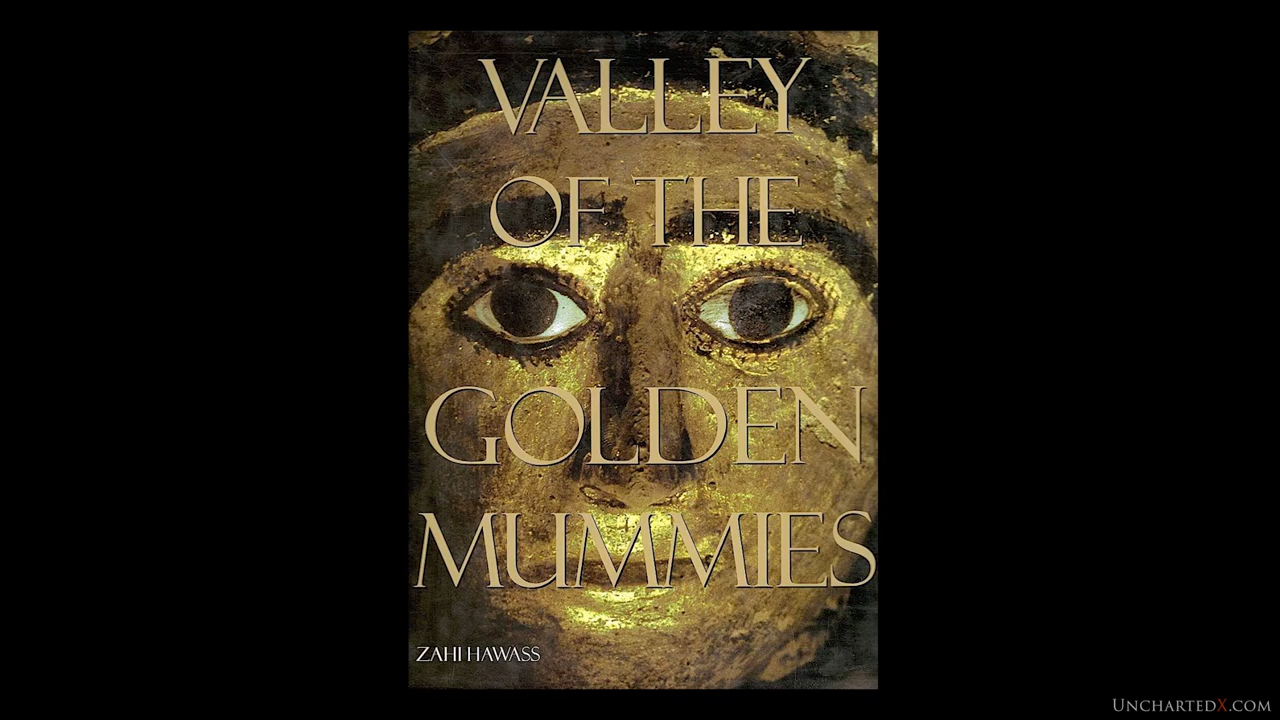 VALLEY
OF THE
GOLDEN
MUMMIES
ZAHI HAWASS
UNCHARTEDX.COM